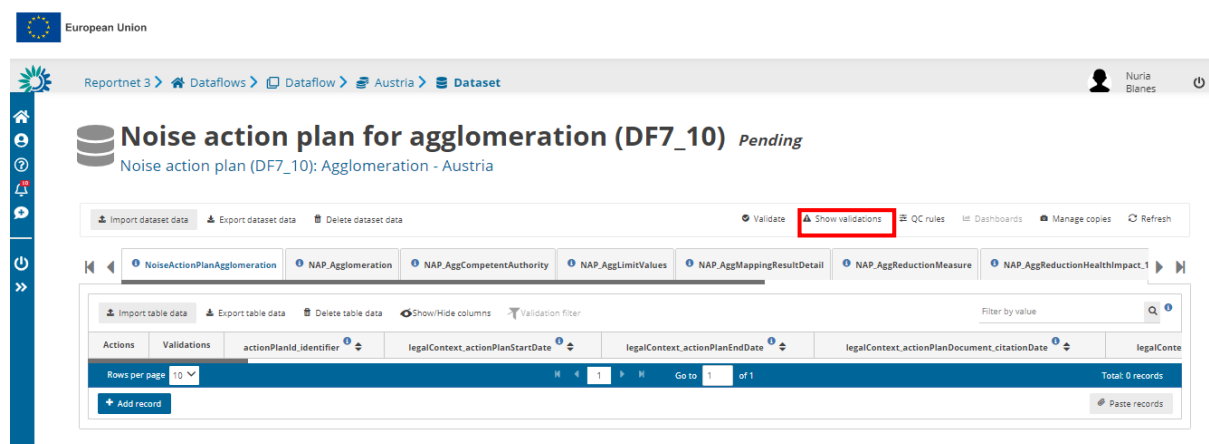 European Union
Reportnet 3 Dataflows Dataflow Austria Dataset
Nuria
Blanes
10
Noise action plan for agglomeration (DF7_10) Pending
Noise action plan (DF7_10): Agglomeration - Austria
Import dataset data Export dataset data Delete dataset data Validate Show validations QC rules Dashboards Manage copies Refresh
NoiseActionPlanAgglomeration NAP_Agglomeration NAP_AggCompetentAuthority NAP_AggLimitValues NAP_AggMappingResultDetail NAP_AggReductionMeasure NAP_AggReductionHealthImpact_1
Import table data Export table data Delete table data Show/Hide columns Validation filter Filter by value
Actions Validations actionPlanId_identifier legalContext_actionPlanStartDate legalContext_actionPlanEndDate legalContext_actionPlanDocument_citationDate legalConte
Rows per page 10 1 Go to 1 of 1 Total: 0 records
+ Add record Paste records